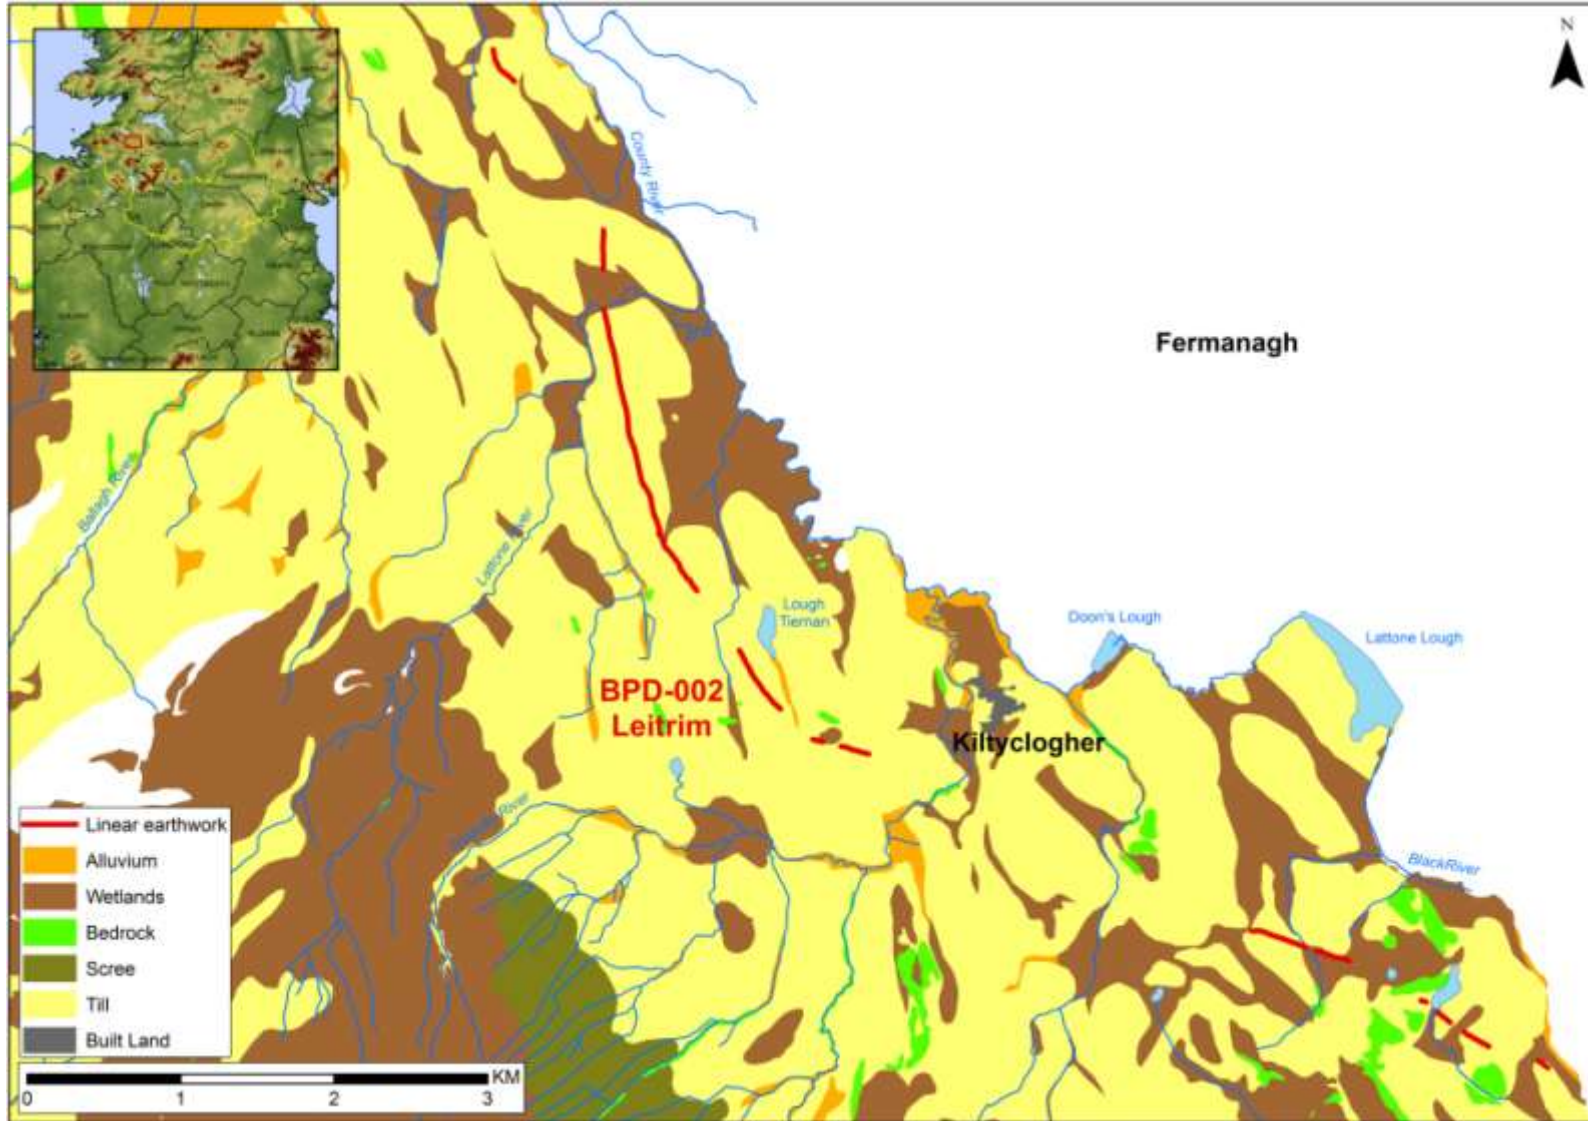 N
County River
Fermanagh
Ballagh River
Lattone River
Lough
Tiernan
Doon's Lough
Lattone Lough
BPD-002
Leitrim
Kiltyclogher
River
BlackRiver
Linear earthwork
Alluvium
Wetlands
Bedrock
Scree
Till
Built Land
KM
0 1 2 3